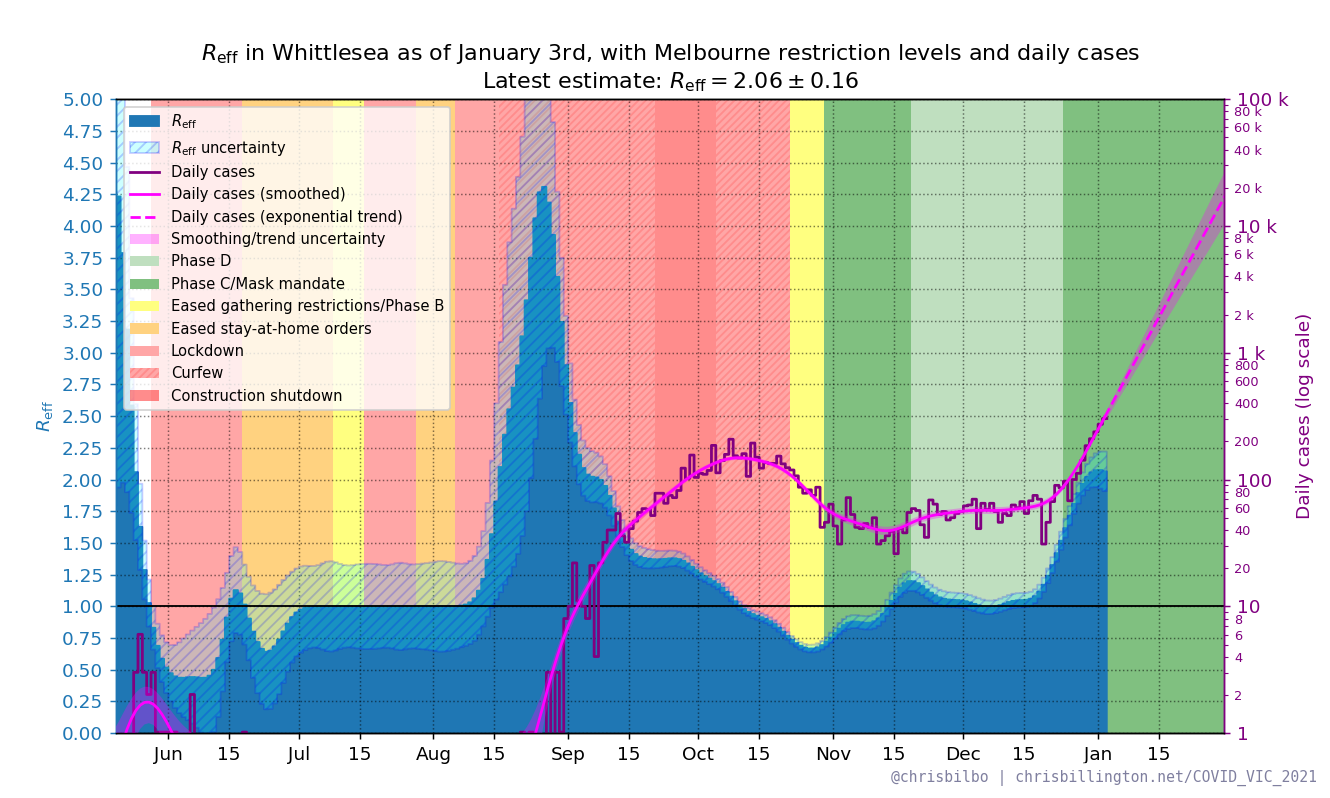 R_eff in Whittlesea as of January 3rd, with Melbourne restriction levels and daily cases
Latest estimate: R_eff = 2.06 ± 0.16
R_eff
5.00
4.75
4.50
4.25
4.00
3.75
3.50
3.25
3.00
2.75
2.50
2.25
2.00
1.75
1.50
1.25
1.00
0.75
0.50
0.25
0.00
R_eff
R_eff uncertainty
Daily cases
Daily cases (smoothed)
Daily cases (exponential trend)
Smoothing/trend uncertainty
Phase D
Phase C/Mask mandate
Eased gathering restrictions/Phase B
Eased stay-at-home orders
Lockdown
Curfew
Construction shutdown
100 k
80 k
60 k
40 k
20 k
10 k
8 k
6 k
4 k
2 k
1 k
800
600
400
200
100
80
60
40
20
10
8
6
4
2
1
Daily cases (log scale)
Jun 15 Jul 15 Aug 15 Sep 15 Oct 15 Nov 15 Dec 15 Jan 15
@chrisbilbo | chrisbillington.net/COVID_VIC_2021